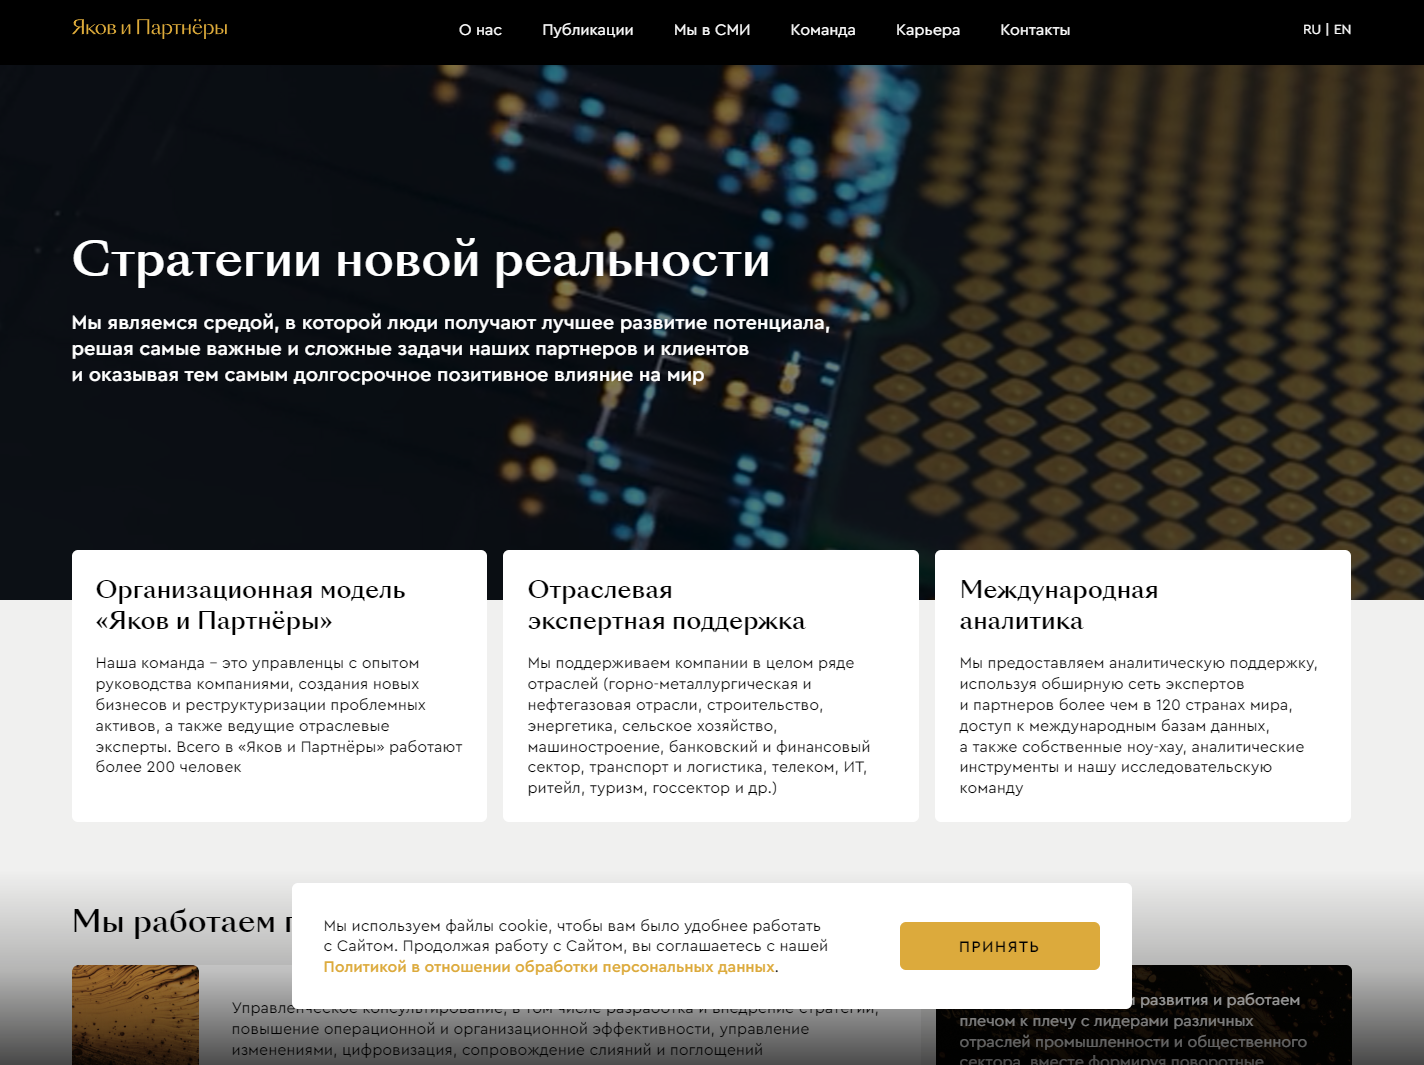 Яков и Партнёры
О нас
Публикации
Мы в СМИ
Команда
Карьера
Контакты
RU | EN
Стратегии новой реальности
Мы являемся средой, в которой люди получают лучшее развитие потенциала,
решая самые важные и сложные задачи наших партнеров и клиентов
и оказывая тем самым долгосрочное позитивное влияние на мир
Организационная модель
«Яков и Партнёры»
Наша команда – это управленцы с опытом
руководства компаниями, создания новых
бизнесов и реструктуризации проблемных
активов, а также ведущие отраслевые
эксперты. Всего в «Яков и Партнёры» работают
более 200 человек
Отраслевая
экспертная поддержка
Мы поддерживаем компании в целом ряде
отраслей (горно-металлургическая и
нефтегазовая отрасли, строительство,
энергетика, сельское хозяйство,
машиностроение, банковский и финансовый
сектор, транспорт и логистика, телеком, ИТ,
ритейл, туризм, госсектор и др.)
Международная
аналитика
Мы предоставляем аналитическую поддержку,
используя обширную сеть экспертов
и партнеров более чем в 120 странах мира,
доступ к международным базам данных,
а также собственные ноу-хау, аналитические
инструменты и нашу исследовательскую
команду
Мы работаем
Мы используем файлы cookie, чтобы вам было удобнее работать
с Сайтом. Продолжая работу с Сайтом, вы соглашаетесь с нашей
Политикой в отношении обработки персональных данных.
ПРИНЯТЬ
Управленческое консультирование, в том числе разработка и внедрение стратегии,
повышение операционной и организационной эффективности, управление
изменениями, цифровизация, сопровождение слияний и поглощений
развития и работаем
плечом к плечу с лидерами различных
отраслей промышленности и общественного
сектора, вместе формируя поворотные